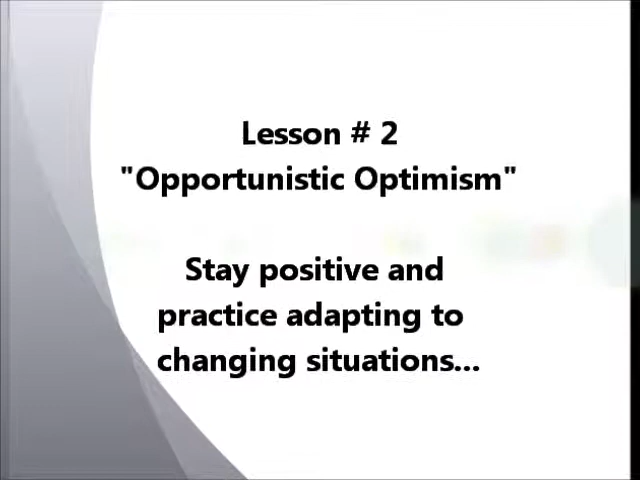 Lesson # 2
"Opportunistic Optimism"
Stay positive and
practice adapting to
changing situations...